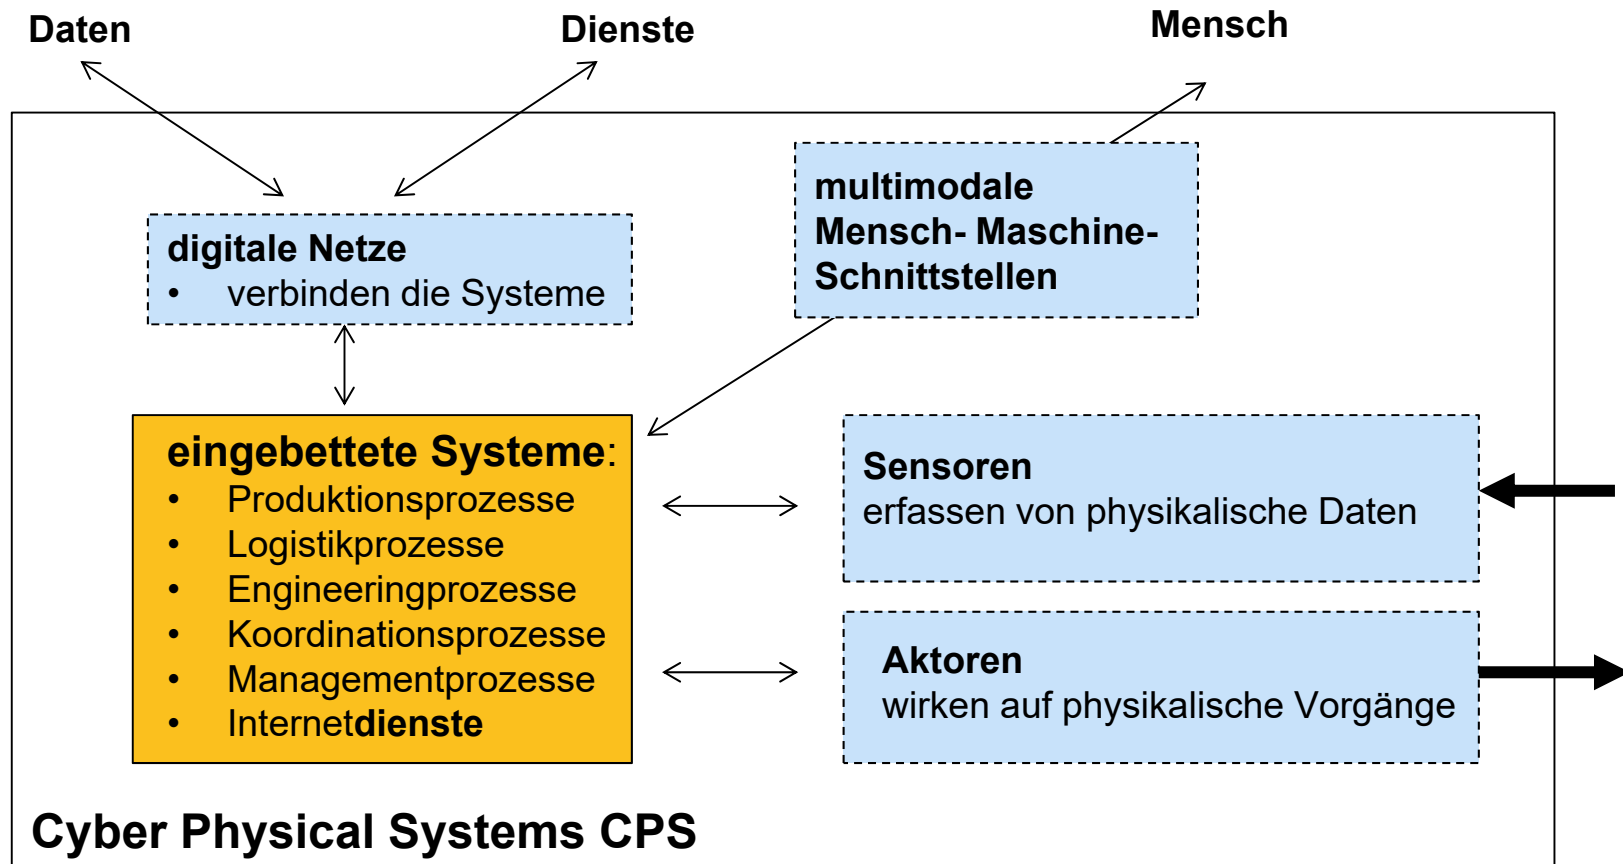 Daten
Dienste
Mensch
multimodale
Mensch- Maschine-
Schnittstellen
digitale Netze
• verbinden die Systeme
eingebettete Systeme:
• Produktionsprozesse
• Logistikprozesse
• Engineeringprozesse
• Koordinationsprozesse
• Managementprozesse
• Internetdienste
Sensoren
erfassen von physikalische Daten
Aktoren
wirken auf physikalische Vorgänge
Cyber Physical Systems CPS